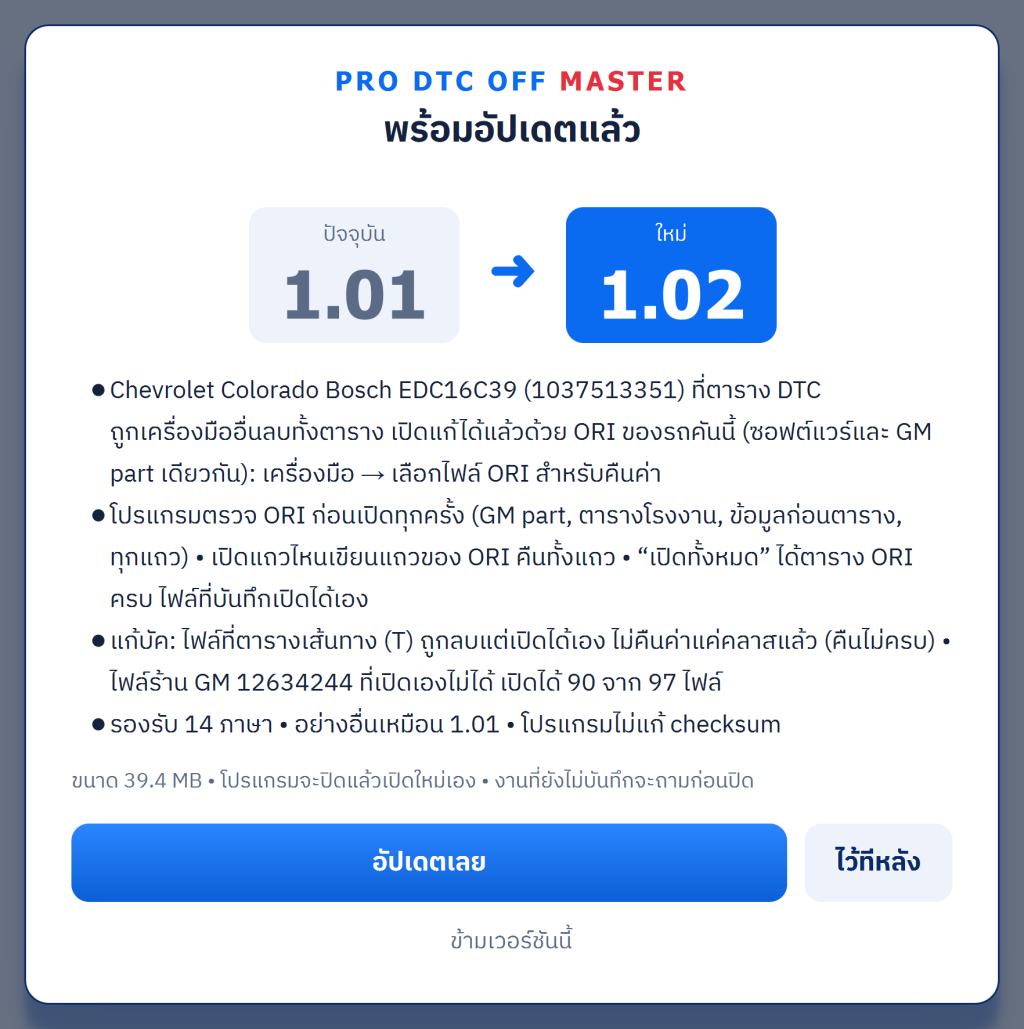 PRO DTC OFF MASTER
พร้อมอัปเดตแล้ว
ปัจจุบัน
1.01
➜
ใหม่
1.02
● Chevrolet Colorado Bosch EDC16C39 (1037513351) ที่ตาราง DTC
ถูกเครื่องมืออื่นลบทั้งตาราง เปิดแก้ได้แล้วด้วย ORI ของรถคันนี้ (ซอฟต์แวร์และ GM
part เดียวกัน): เครื่องมือ → เลือกไฟล์ ORI สำหรับคืนค่า
● โปรแกรมตรวจ ORI ก่อนเปิดทุกครั้ง (GM part, ตารางโรงงาน, ข้อมูลก่อนตาราง,
ทุกแถว) • เปิดแถวไหนเขียนแถวของ ORI คืนทั้งแถว • “เปิดทั้งหมด” ได้ตาราง ORI
ครบ ไฟล์ที่บันทึกเปิดได้เอง
● แก้บัค: ไฟล์ที่ตารางเส้นทาง (T) ถูกลบแต่เปิดได้เอง ไม่คืนค่าแค่คลาสแล้ว (คืนไม่ครบ) •
ไฟล์ร้าน GM 12634244 ที่เปิดเองไม่ได้ เปิดได้ 90 จาก 97 ไฟล์
● รองรับ 14 ภาษา • อย่างอื่นเหมือน 1.01 • โปรแกรมไม่แก้ checksum
ขนาด 39.4 MB • โปรแกรมจะปิดแล้วเปิดใหม่เอง • งานที่ยังไม่บันทึกจะถามก่อนปิด
อัปเดตเลย
ไว้ทีหลัง
ข้ามเวอร์ชันนี้